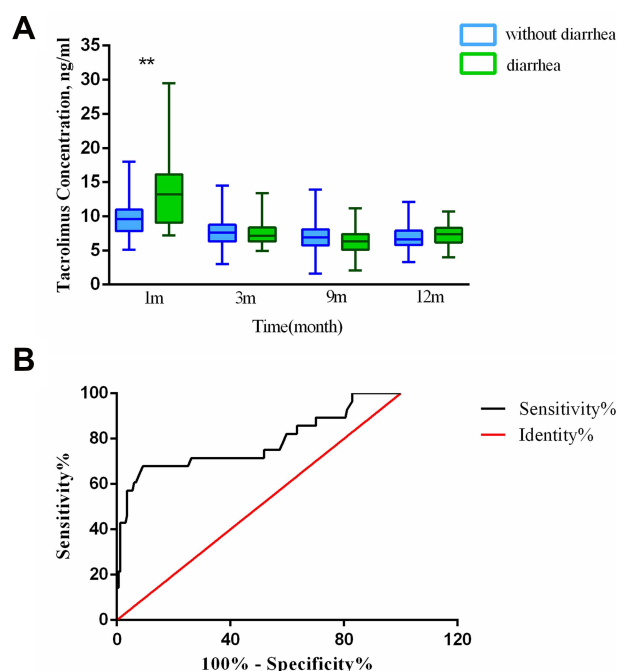 A
Tacrolimus Concentration, ng/ml
35
30
25
20
15
10
5
0
**
1m
3m
9m
12m
Time(month)
without diarrhea
diarrhea
B
Sensitivity%
100
80
60
40
20
0
0
40
80
120
100% - Specificity%
Sensitivity%
Identity%